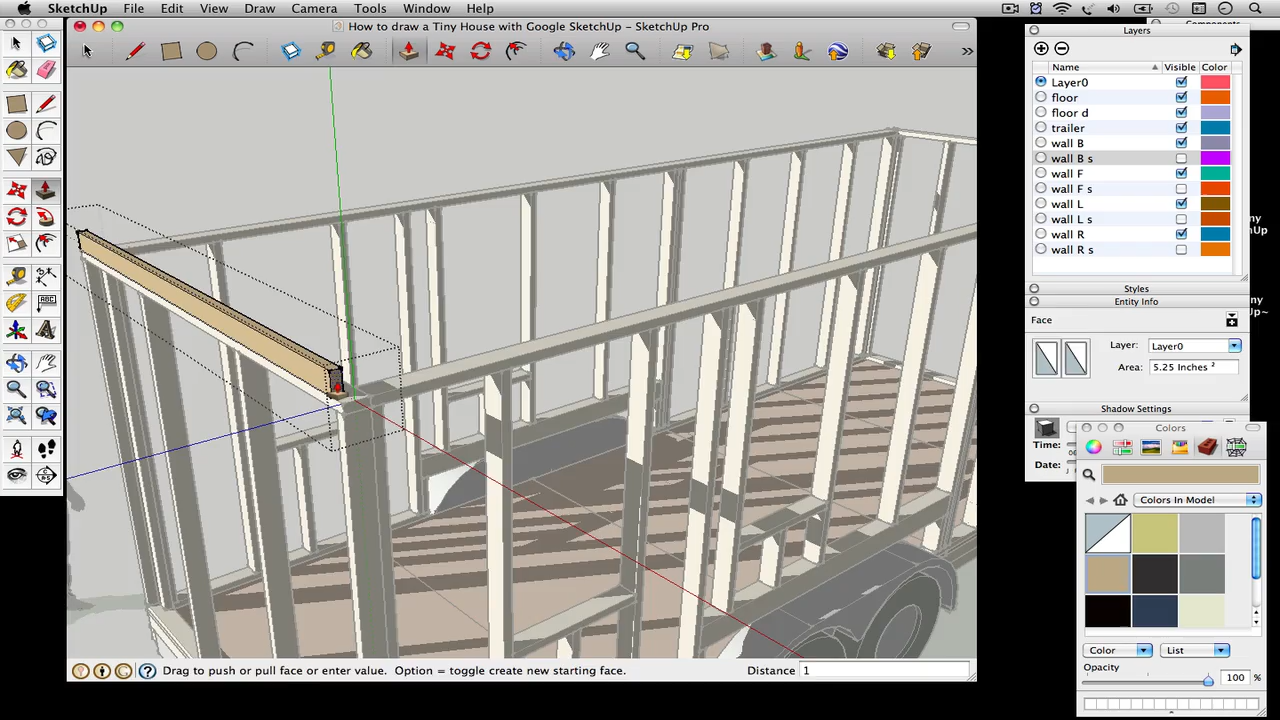 SketchUp File Edit View Draw Camera Tools Window Help
How to draw a Tiny House with Google SketchUp – SketchUp Pro
Layers
Name Visible Color
Layer0
floor
floor d
trailer
wall B
wall B s
wall F
wall F s
wall L
wall L s
wall R
wall R s
Styles
Entity Info
Face
Layer: Layer0
Area: 5.25 Inches ²
Shadow Settings
Time:
Date:
Colors
Colors In Model
Color List
Opacity
100 %
ABC
Drag to push or pull face or enter value. Option = toggle create new starting face.
Distance 1